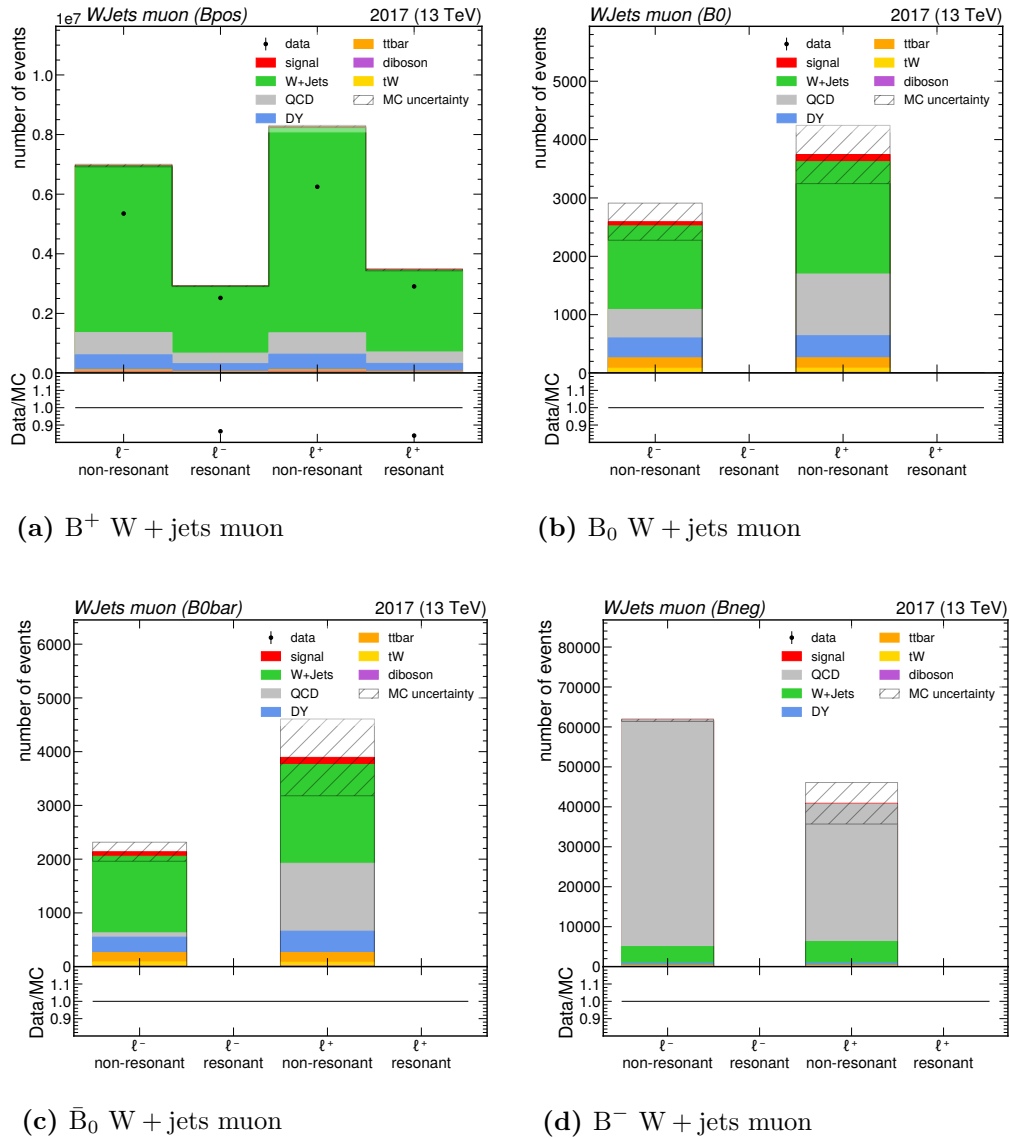 WJets muon (Bpos) 2017 (13 TeV)
1e7
number of events
1.0
0.8
0.6
0.4
0.2
0.0
data
signal
W+Jets
QCD
DY
ttbar
diboson
tW
MC uncertainty
Data/MC
1.1
1.0
0.9
ℓ⁻ ℓ⁻ ℓ⁺ ℓ⁺
non-resonant resonant non-resonant resonant
(a) B⁺ W + jets muon
WJets muon (B0) 2017 (13 TeV)
number of events
5000
4000
3000
2000
1000
0
data
signal
W+Jets
QCD
DY
ttbar
tW
diboson
MC uncertainty
Data/MC
1.1
1.0
0.9
ℓ⁻ ℓ⁻ ℓ⁺ ℓ⁺
non-resonant resonant non-resonant resonant
(b) B₀ W + jets muon
WJets muon (B0bar) 2017 (13 TeV)
number of events
6000
5000
4000
3000
2000
1000
0
data
signal
W+Jets
QCD
DY
ttbar
tW
diboson
MC uncertainty
Data/MC
1.1
1.0
0.9
ℓ⁻ ℓ⁻ ℓ⁺ ℓ⁺
non-resonant resonant non-resonant resonant
(c) B̄₀ W + jets muon
WJets muon (Bneg) 2017 (13 TeV)
number of events
80000
70000
60000
50000
40000
30000
20000
10000
0
data
signal
QCD
W+Jets
DY
ttbar
tW
diboson
MC uncertainty
Data/MC
1.1
1.0
0.9
ℓ⁻ ℓ⁻ ℓ⁺ ℓ⁺
non-resonant resonant non-resonant resonant
(d) B⁻ W + jets muon